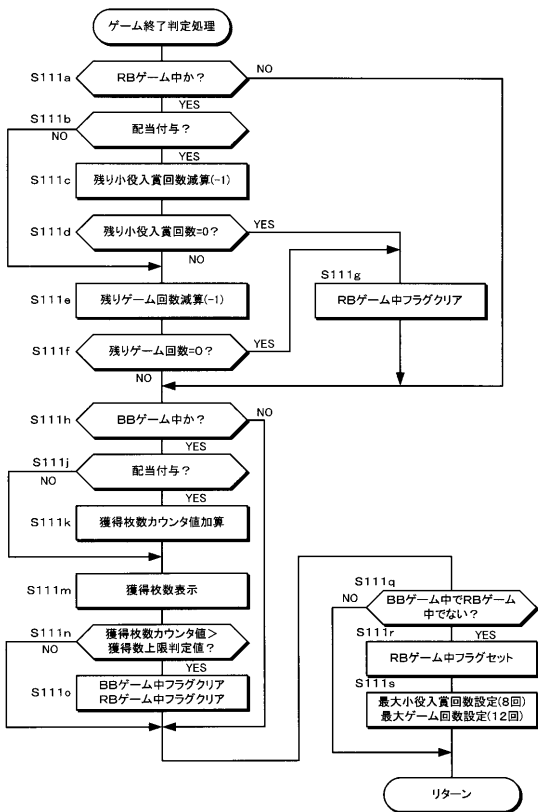 ゲーム終了判定処理
S111a
RBゲーム中か?
NO
YES
S111b
NO
配当付与?
YES
S111c
残り小役入賞回数減算(-1)
S111d
残り小役入賞回数=0?
YES
NO
S111g
RBゲーム中フラグクリア
S111e
残りゲーム回数減算(-1)
S111f
残りゲーム回数=0?
YES
NO
S111h
BBゲーム中か?
NO
YES
S111j
NO
配当付与?
YES
S111k
獲得枚数カウンタ値加算
S111m
獲得枚数表示
S111n
NO
獲得枚数カウンタ値>
獲得数上限判定値?
YES
S111o
BBゲーム中フラグクリア
RBゲーム中フラグクリア
S111q
NO
BBゲーム中でRBゲーム
中でない?
YES
S111r
RBゲーム中フラグセット
S111s
最大小役入賞回数設定(8回)
最大ゲーム回数設定(12回)
リターン